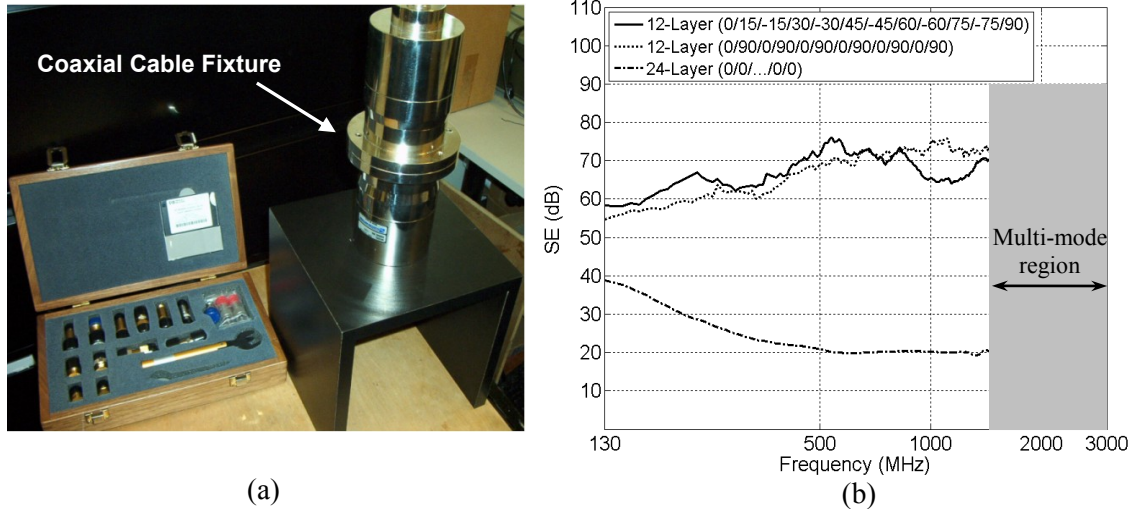 Coaxial Cable Fixture
(a)
110
100
90
80
70
60
50
40
30
20
10
SE (dB)
12-Layer (0/15/-15/30/-30/45/-45/60/-60/75/-75/90)
12-Layer (0/90/0/90/0/90/0/90/0/90/0/90)
24-Layer (0/0/.../0/0)
Multi-mode
region
130
500
1000
2000
3000
Frequency (MHz)
(b)